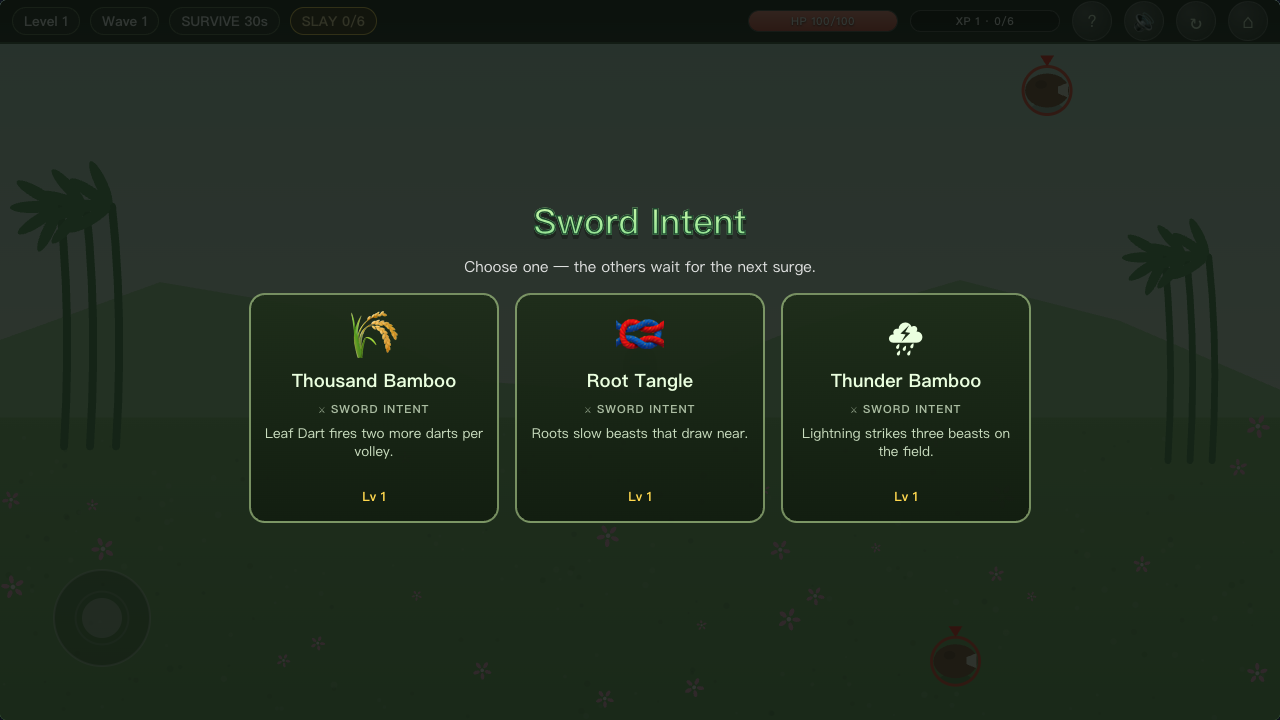 Level 1
Wave 1
SURVIVE 30s
SLAY 0/6
HP 100/100
XP 1 · 0/6
?
Sword Intent
Choose one — the others wait for the next surge.
Thousand Bamboo
⚔ SWORD INTENT
Leaf Dart fires two more darts per
volley.
Lv 1
Root Tangle
⚔ SWORD INTENT
Roots slow beasts that draw near.
Lv 1
Thunder Bamboo
⚔ SWORD INTENT
Lightning strikes three beasts on
the field.
Lv 1